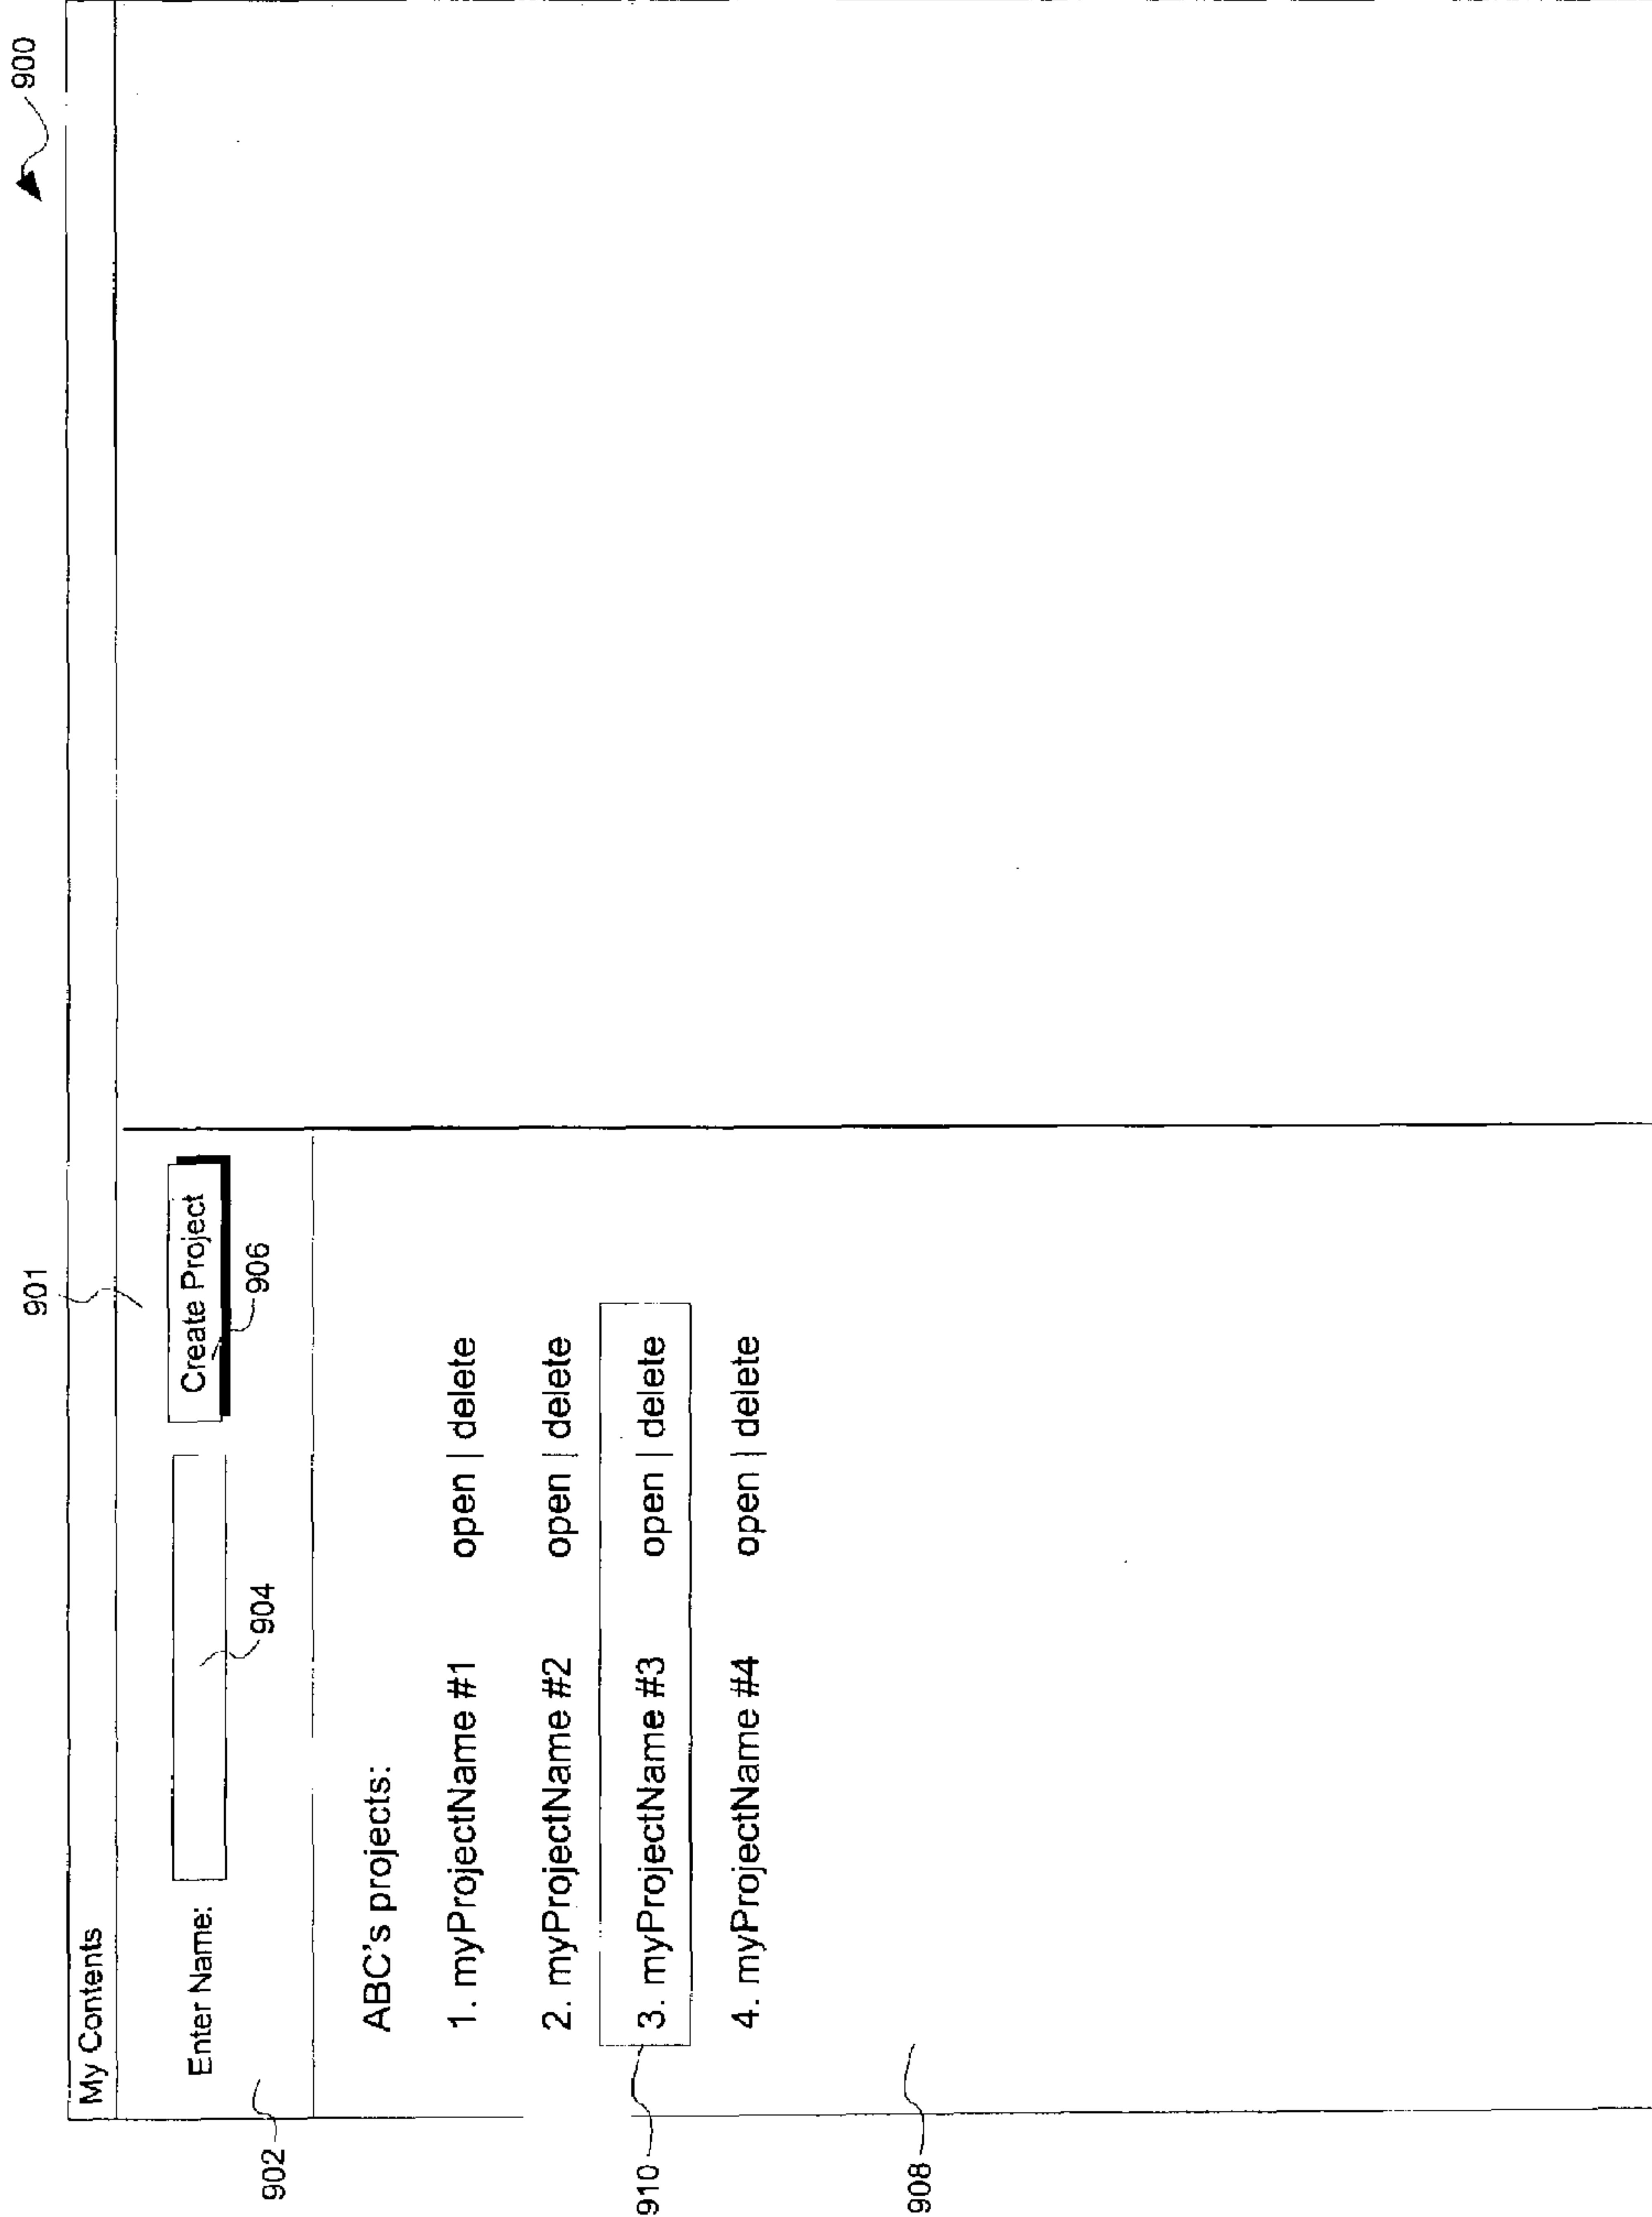 900
901
My Contents
Enter Name:
Create Project
902
904
906
ABC's projects:
1. myProjectName #1 open | delete
2. myProjectName #2 open | delete
910
3. myProjectName #3 open | delete
4. myProjectName #4 open | delete
908